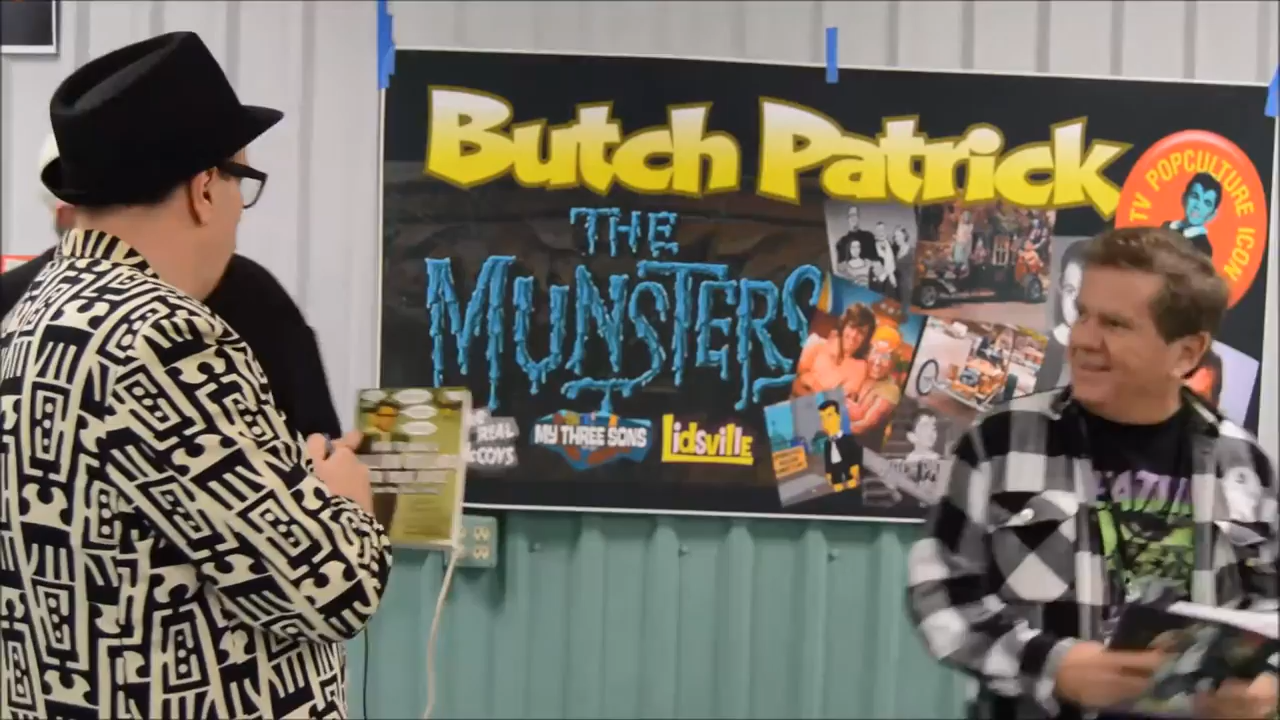 Butch Patrick
TV POPCULTURE ICON
THE
MUNSTERS
REAL
McCOYS
MY THREE SONS
Lidsville